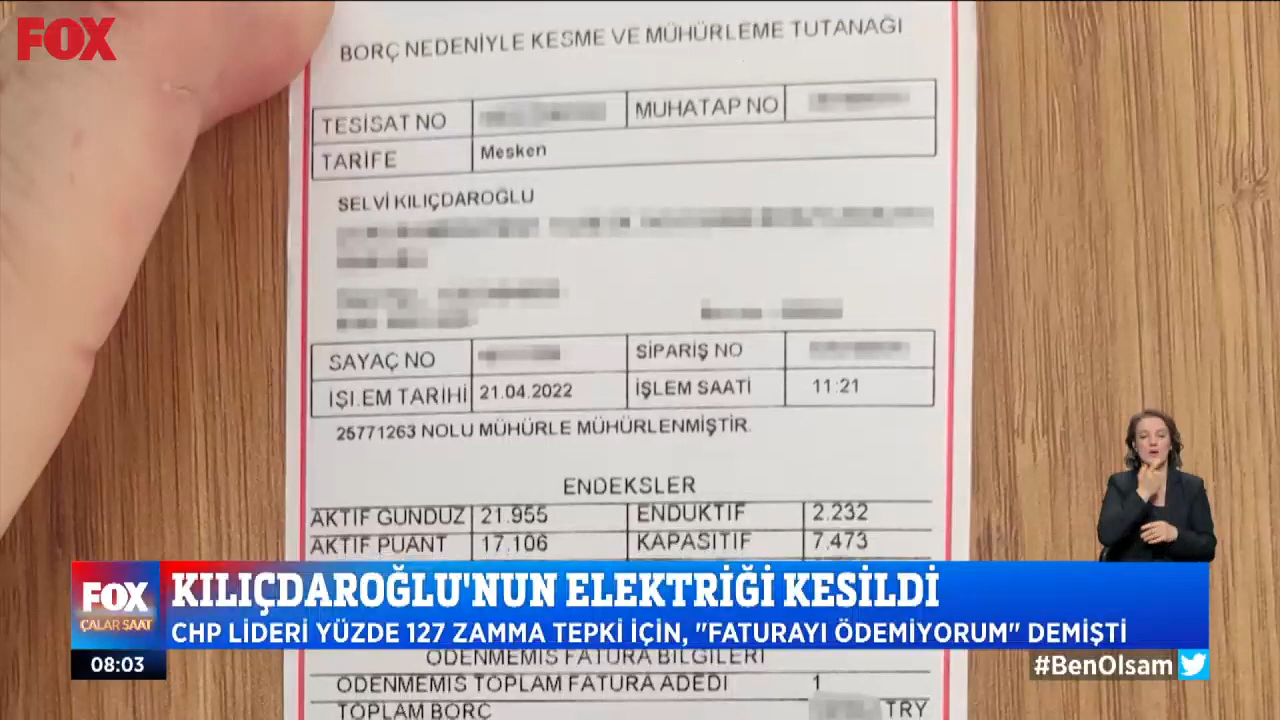 FOX
BORÇ NEDENİYLE KESME VE MÜHÜRLEME TUTANAĞI
TESİSAT NO MUHATAP NO
TARİFE Mesken
SELVİ KILIÇDAROĞLU
SAYAÇ NO SİPARİŞ NO
İŞLEM TARİHİ 21.04.2022 İŞLEM SAATİ 11:21
25771263 NOLU MÜHÜRLE MÜHÜRLENMİŞTİR.
ENDEKSLER
AKTİF GÜNDÜZ 21.955 ENDÜKTİF 2.232
AKTİF PUANT 17,106 KAPASİTİF 7.473
FOX
ÇALAR SAAT
KILIÇDAROĞLU'NUN ELEKTRİĞİ KESİLDİ
CHP LİDERİ YÜZDE 127 ZAMMA TEPKİ İÇİN, "FATURAYI ÖDEMİYORUM" DEMİŞTİ
08:03
#BenOlsam
ÖDENMEMİŞ FATURA BİLGİLERİ
ÖDENMEMİŞ TOPLAM FATURA ADEDİ 1
TOPLAM BORÇ TRY